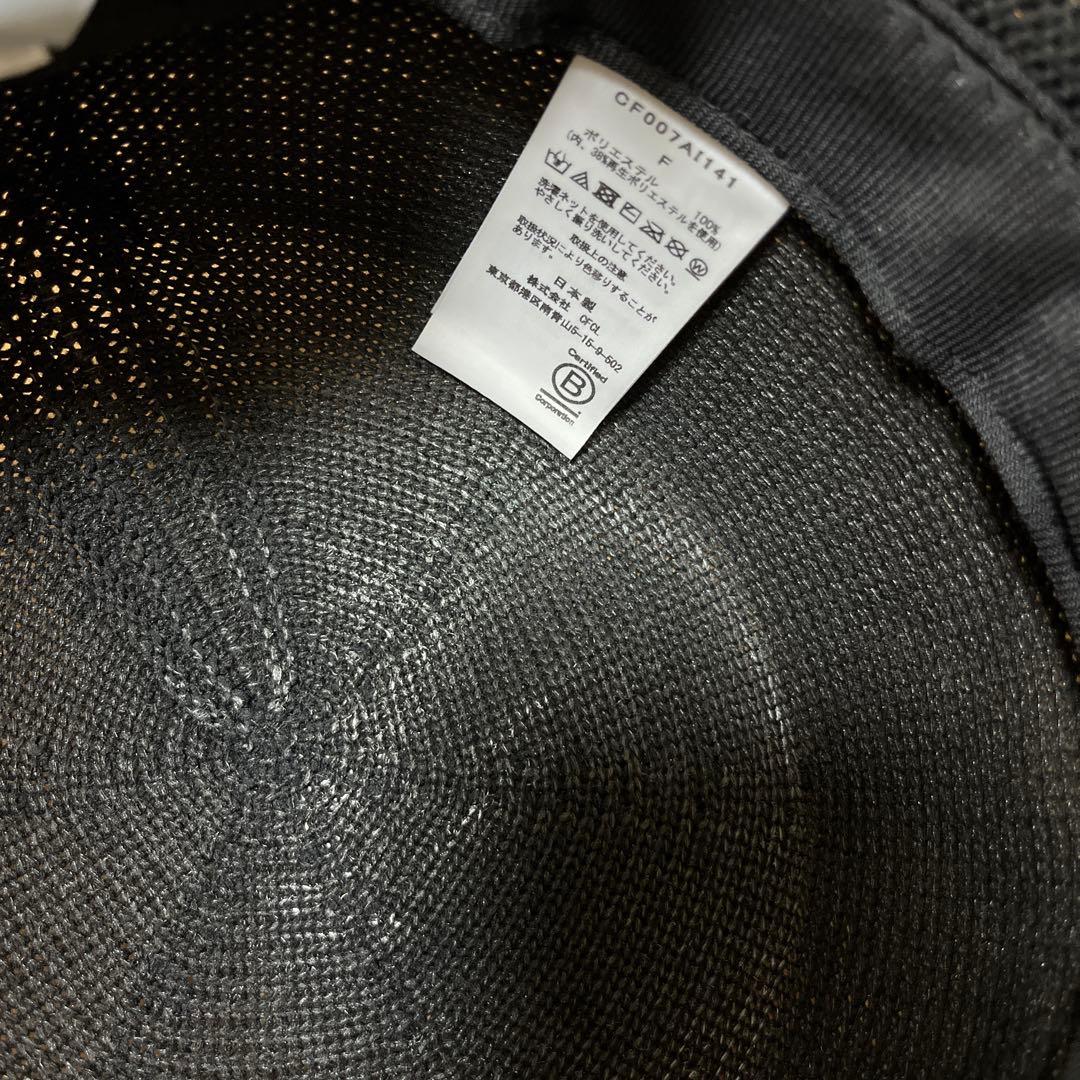 CF007AI141
F
ポリエステル 100%
(内、38%再生ポリエステルを使用)
洗濯ネットを使用してください。
やさしく振り洗いしてください。
取扱上の注意
取扱状況により色移りすることが
あります。
日本製
株式会社 CFCL
東京都港区南青山5-15-9-502
Certified
B
Corporation